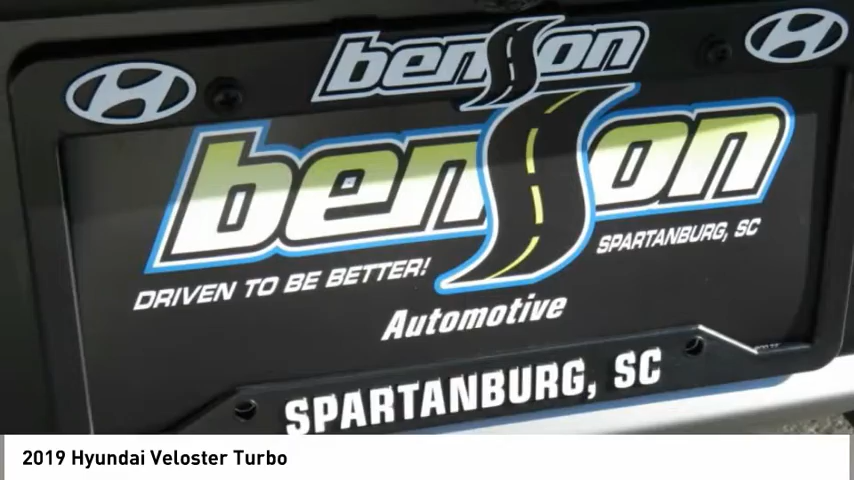 benson
benson
DRIVEN TO BE BETTER!
SPARTANBURG, SC
Automotive
SPARTANBURG, SC
2019 Hyundai Veloster Turbo